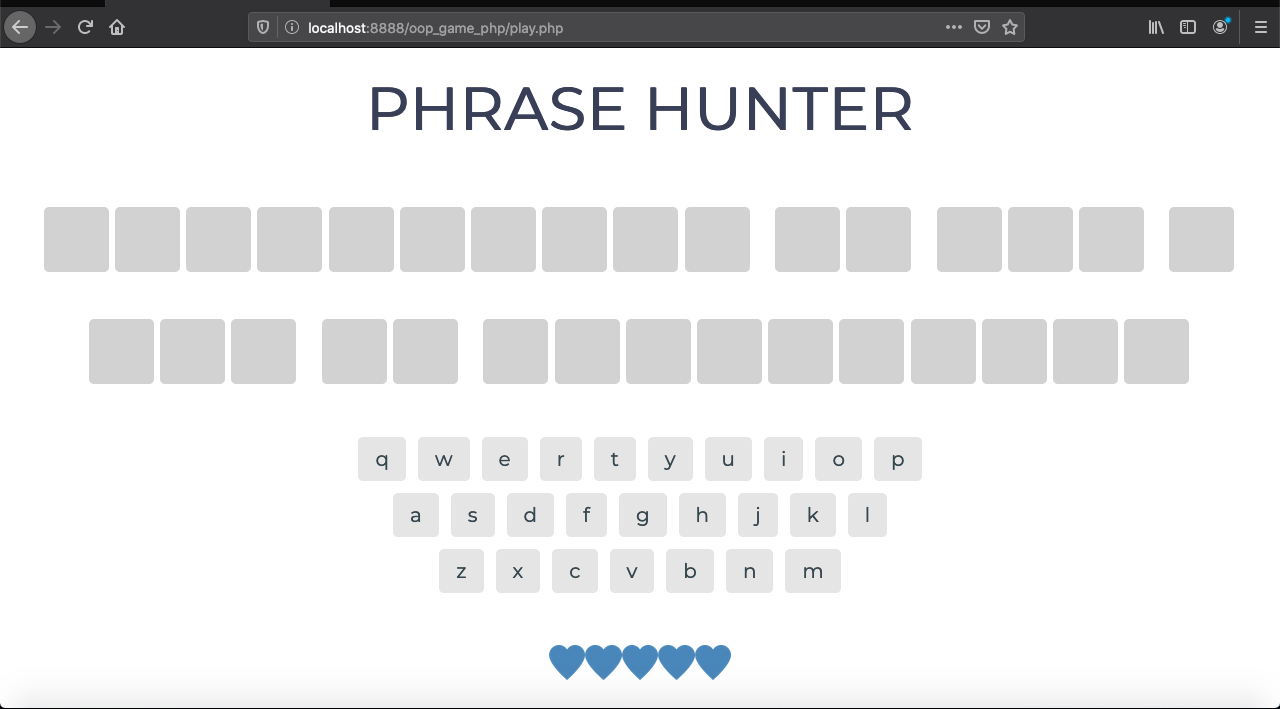 localhost:8888/oop_game_php/play.php
PHRASE HUNTER
q w e r t y u i o p
a s d f g h j k l
z x c v b n m